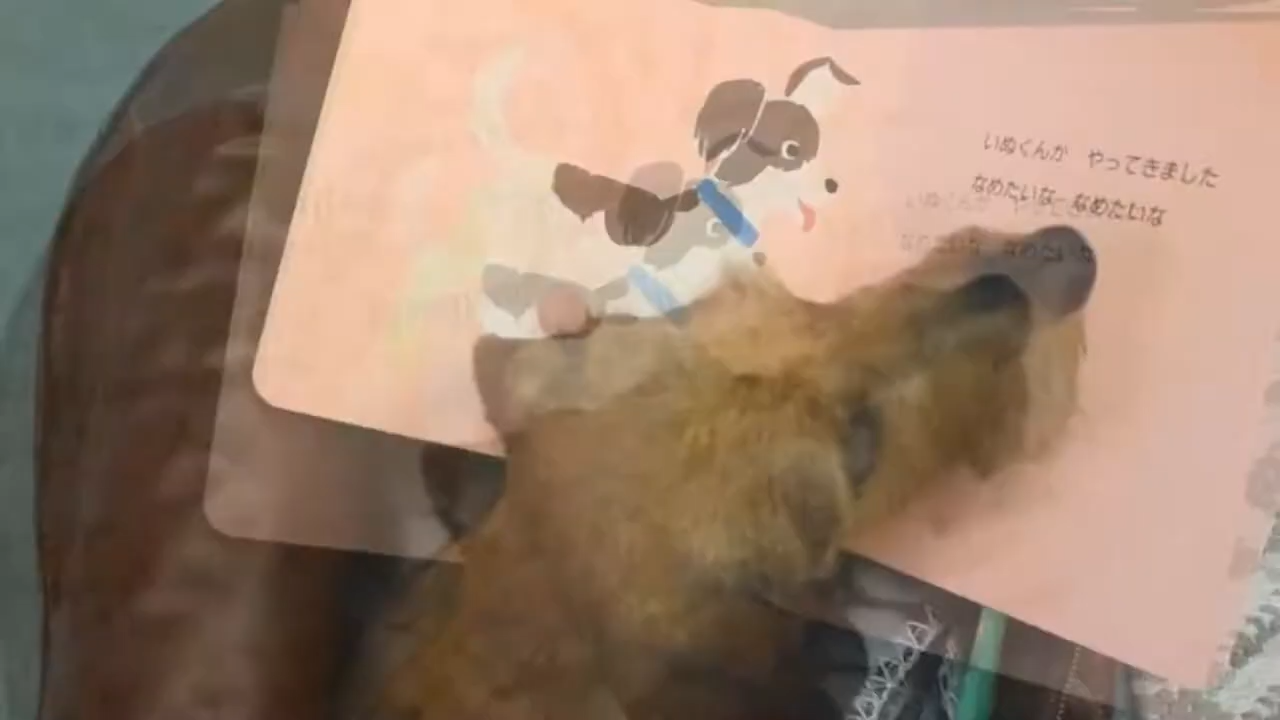 いぬくんが やってきました
なめたいな なめたいな